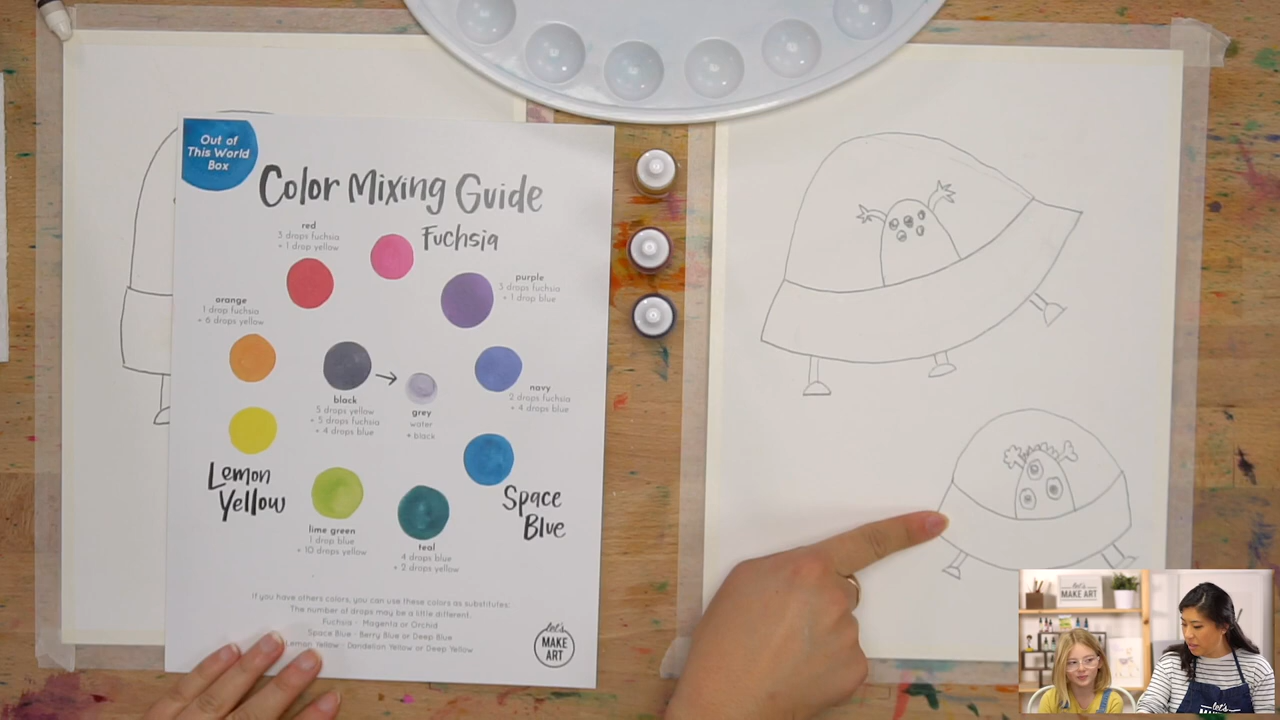 Out of
This World
Box
Color Mixing Guide
Fuchsia
red
3 drops fuchsia
+ 1 drop yellow
purple
3 drops fuchsia
+ 1 drop blue
orange
1 drop fuchsia
+ 6 drops yellow
navy
2 drops fuchsia
+ 4 drops blue
black
5 drops yellow
+ 5 drops fuchsia
+ 4 drops blue
grey
water
+ black
Lemon
Yellow
Space
Blue
lime green
1 drop blue
+ 10 drops yellow
teal
4 drops blue
+ 2 drops yellow
If you have others colors, you can use these colors as substitutes:
The number of drops may be a little different.
Fuchsia - Magenta or Orchid
Space Blue - Berry Blue or Deep Blue
Lemon Yellow - Dandelion Yellow or Deep Yellow
let's
MAKE
ART
let's
MAKE ART
let's